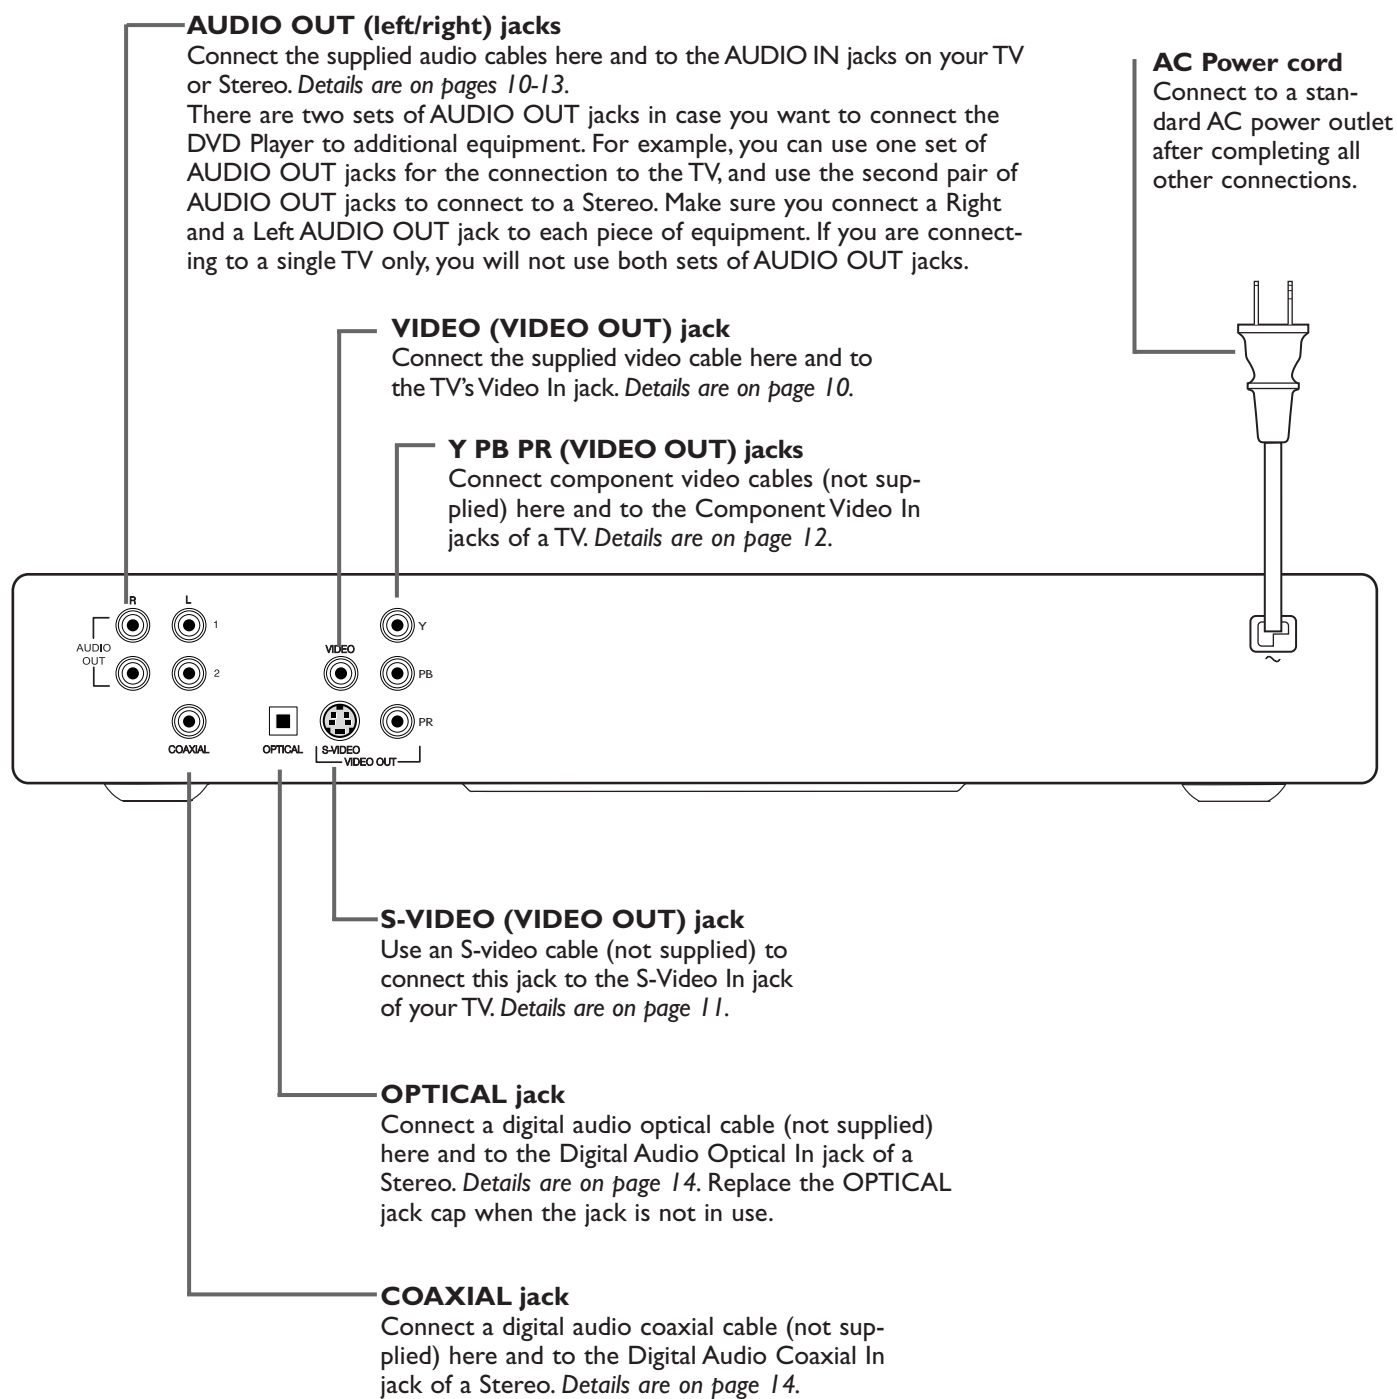 AUDIO OUT (left/right) jacks
Connect the supplied audio cables here and to the AUDIO IN jacks on your TV
or Stereo. Details are on pages 10-13.
There are two sets of AUDIO OUT jacks in case you want to connect the
DVD Player to additional equipment. For example, you can use one set of
AUDIO OUT jacks for the connection to the TV, and use the second pair of
AUDIO OUT jacks to connect to a Stereo. Make sure you connect a Right
and a Left AUDIO OUT jack to each piece of equipment. If you are connect-
ing to a single TV only, you will not use both sets of AUDIO OUT jacks.
AC Power cord
Connect to a stan-
dard AC power outlet
after completing all
other connections.
VIDEO (VIDEO OUT) jack
Connect the supplied video cable here and to
the TV's Video In jack. Details are on page 10.
Y PB PR (VIDEO OUT) jacks
Connect component video cables (not sup-
plied) here and to the Component Video In
jacks of a TV. Details are on page 12.
R L
1
Y
AUDIO
OUT
VIDEO
2
PB
PR
COAXIAL OPTICAL S-VIDEO
VIDEO OUT
~
S-VIDEO (VIDEO OUT) jack
Use an S-video cable (not supplied) to
connect this jack to the S-Video In jack
of your TV. Details are on page 11.
OPTICAL jack
Connect a digital audio optical cable (not supplied)
here and to the Digital Audio Optical In jack of a
Stereo. Details are on page 14. Replace the OPTICAL
jack cap when the jack is not in use.
COAXIAL jack
Connect a digital audio coaxial cable (not sup-
plied) here and to the Digital Audio Coaxial In
jack of a Stereo. Details are on page 14.